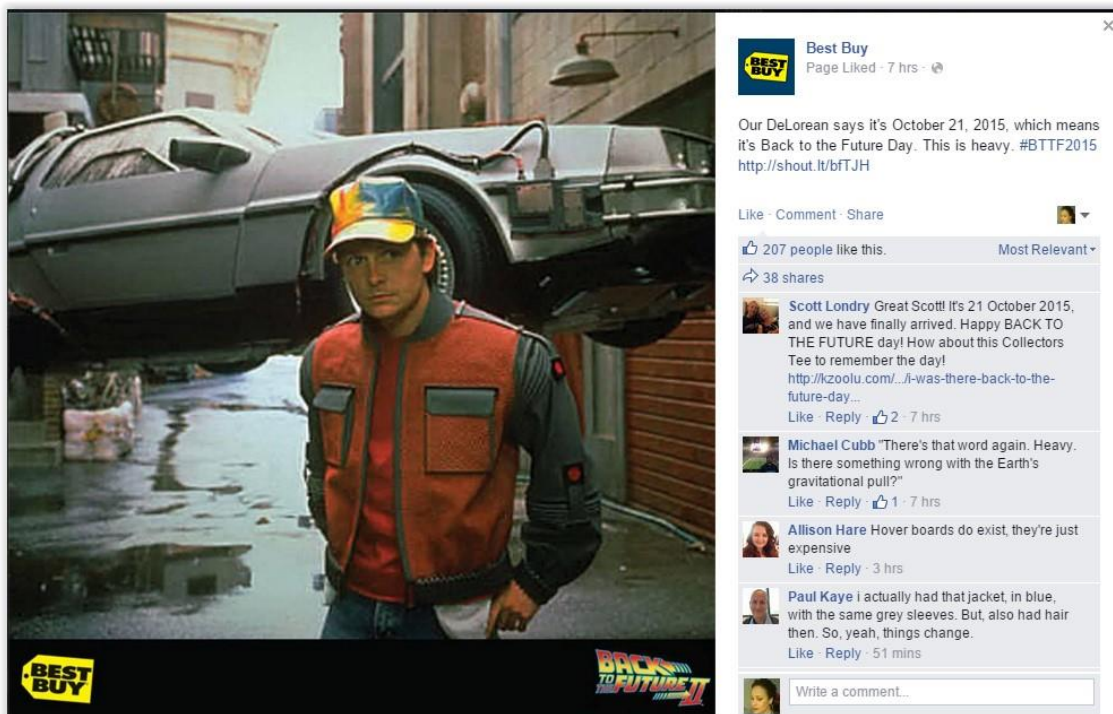 BEST
BUY
BACK
TO
THE FUTURE II
Best Buy
Page Liked · 7 hrs ·
Our DeLorean says it's October 21, 2015, which means
it's Back to the Future Day. This is heavy. #BTTF2015
http://shout.lt/bfTJH
Like · Comment · Share
207 people like this.
Most Relevant
38 shares
Scott Londry Great Scott! It's 21 October 2015,
and we have finally arrived. Happy BACK TO
THE FUTURE day! How about this Collectors
Tee to remember the day!
http://kzoolu.com/.../i-was-there-back-to-the-
future-day...
Like · Reply · 2 · 7 hrs
Michael Cubb "There's that word again. Heavy.
Is there something wrong with the Earth's
gravitational pull?"
Like · Reply · 1 · 7 hrs
Allison Hare Hover boards do exist, they're just
expensive
Like · Reply · 3 hrs
Paul Kaye i actually had that jacket, in blue,
with the same grey sleeves. But, also had hair
then. So, yeah, things change.
Like · Reply · 51 mins
Write a comment...
BEST
BUY